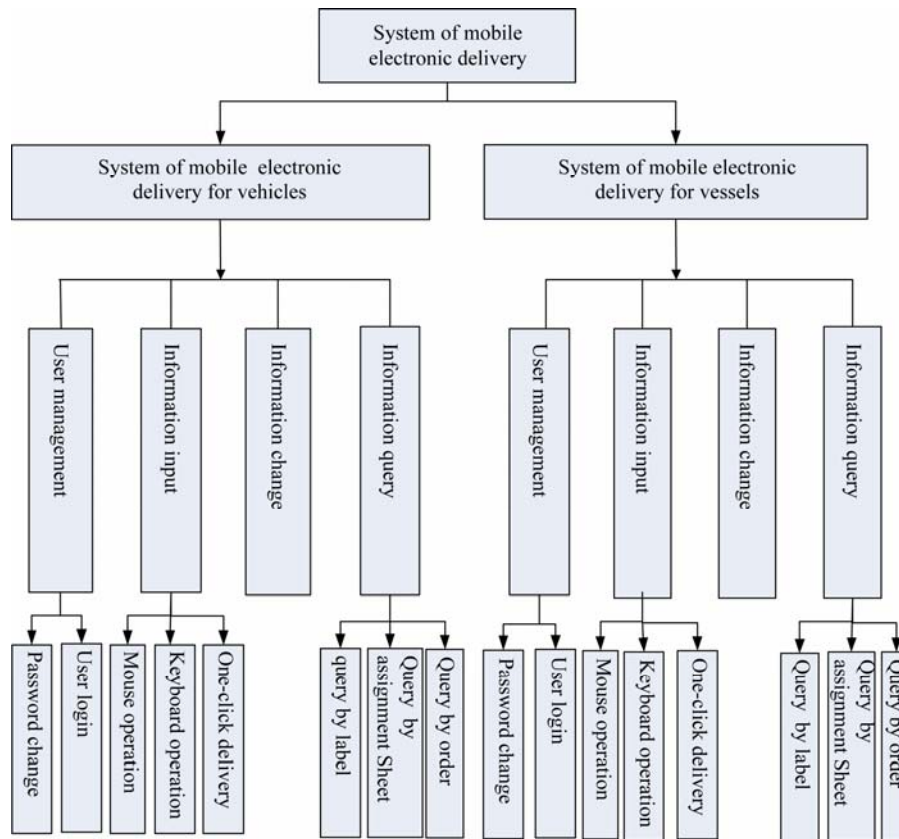 System of mobile
electronic delivery
System of mobile electronic
delivery for vehicles
System of mobile electronic
delivery for vessels
User management
Information input
Information change
Information query
User management
Information input
Information change
Information query
Password change
User login
Mouse operation
Keyboard operation
One-click delivery
query by label
Query by
assignment Sheet
Query by order
Password change
User login
Mouse operation
Keyboard operation
One-click delivery
Query by label
Query by
assignment Sheet
Query by order